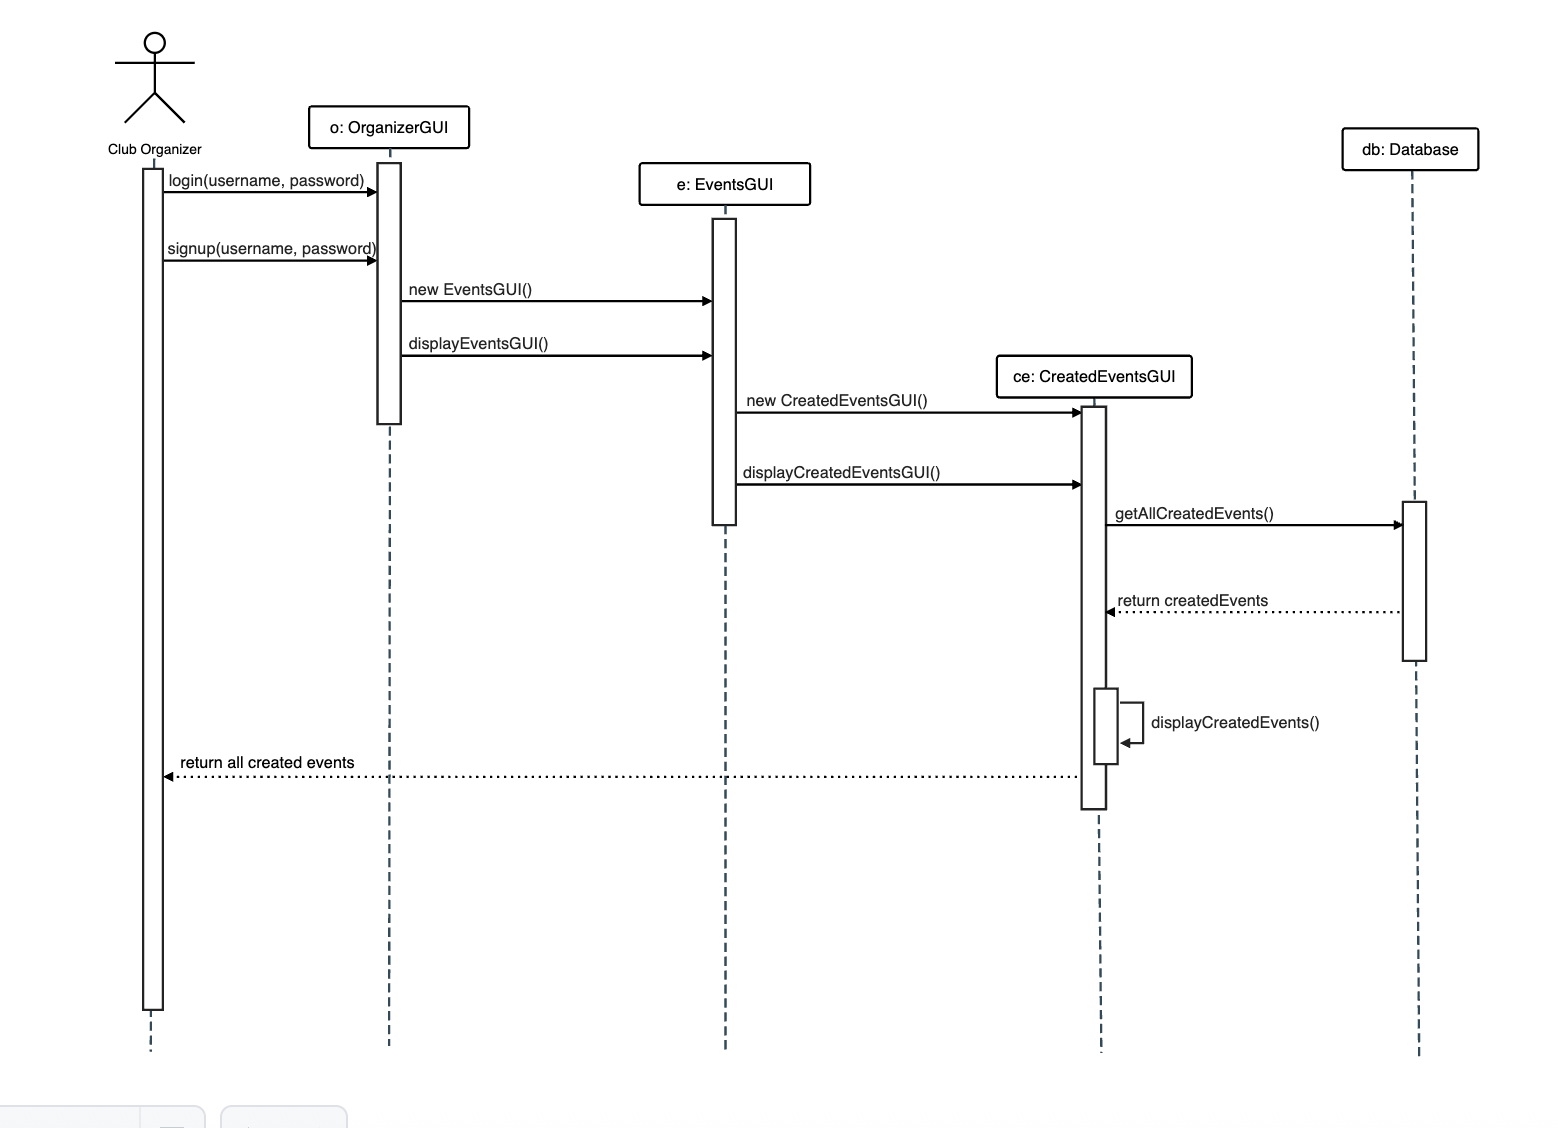 Club Organizer
o: OrganizerGUI
e: EventsGUI
db: Database
login(username, password)
signup(username, password)
new EventsGUI()
displayEventsGUI()
ce: CreatedEventsGUI
new CreatedEventsGUI()
displayCreatedEventsGUI()
getAllCreatedEvents()
return createdEvents
displayCreatedEvents()
return all created events